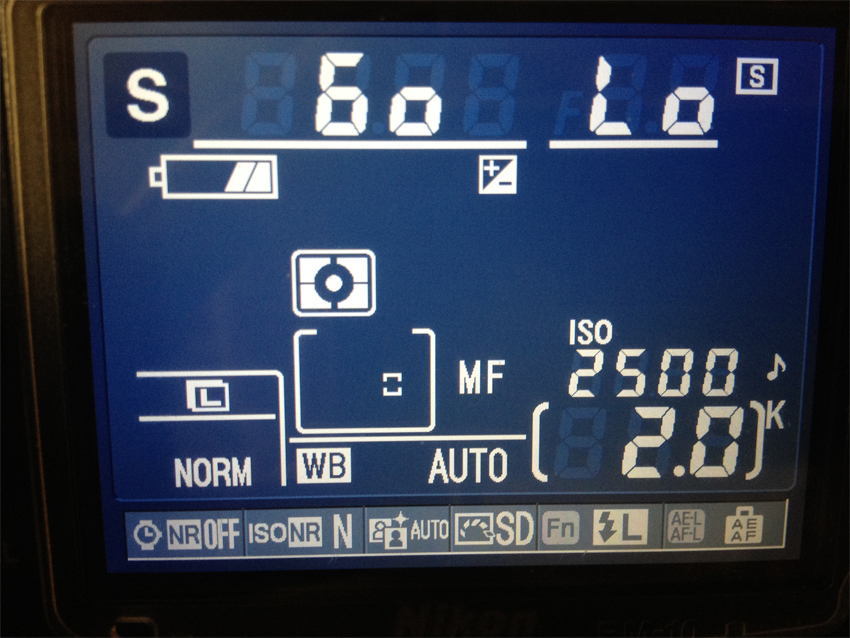 S 6o Lo S
ISO
MF 2500
L [2.0] K
NORM WB AUTO
NR OFF ISO NR N AUTO SD Fn L AE-L AF-L AE AF
Nikon